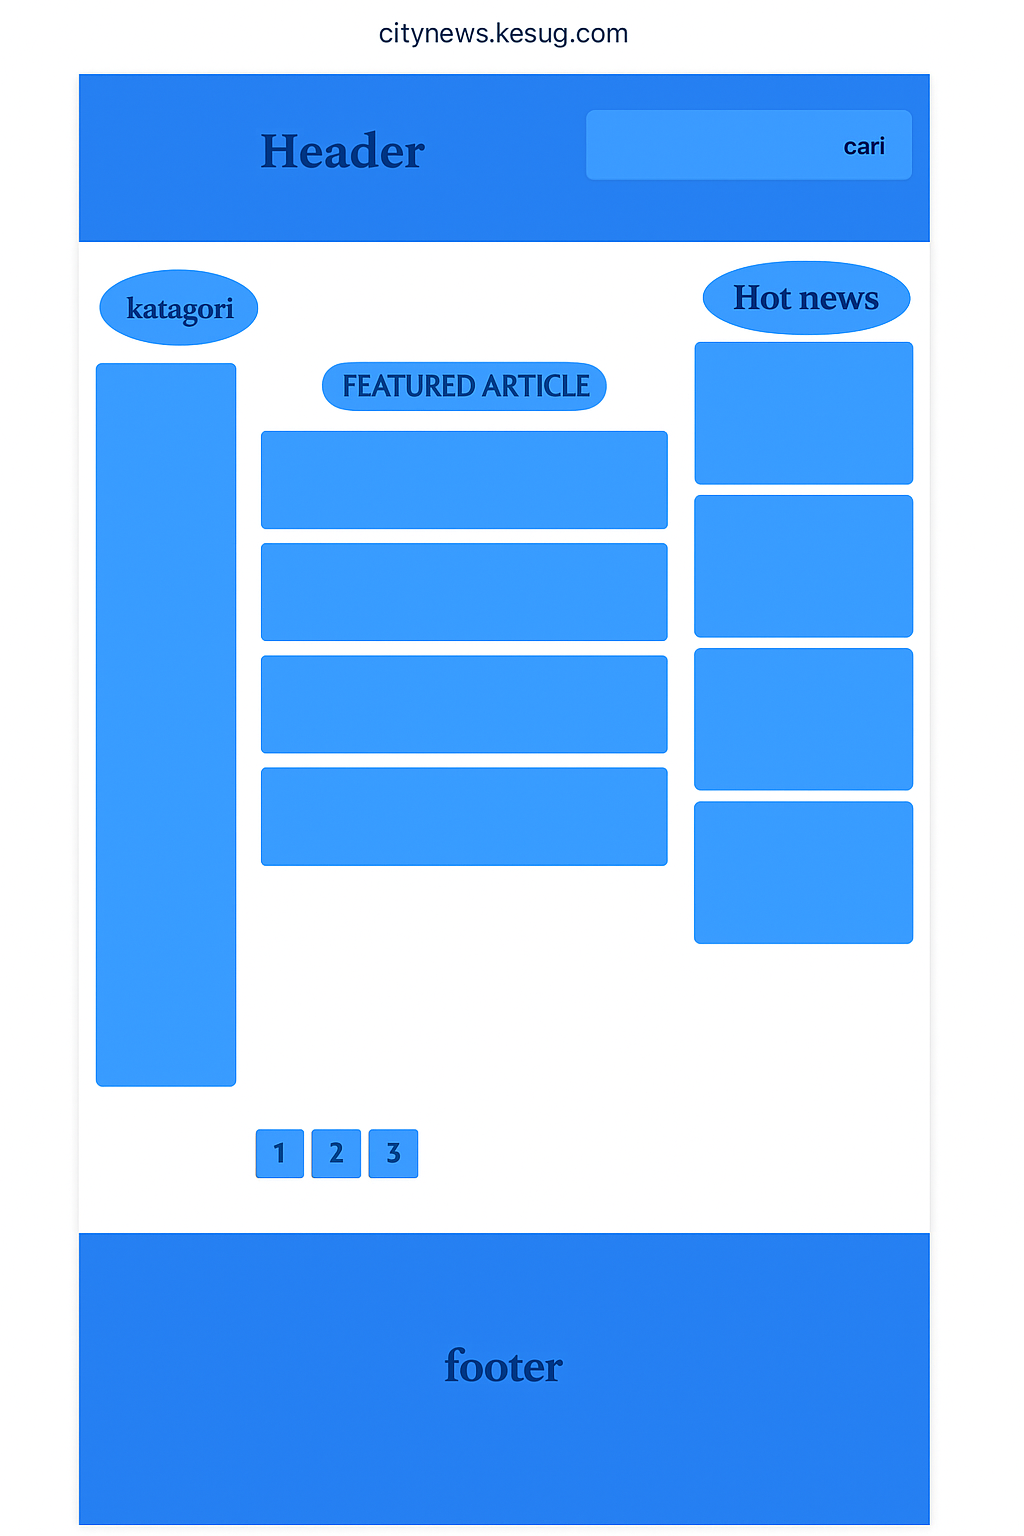 citynews.kesug.com
Header
cari
katagori
Hot news
FEATURED ARTICLE
1 2 3
footer